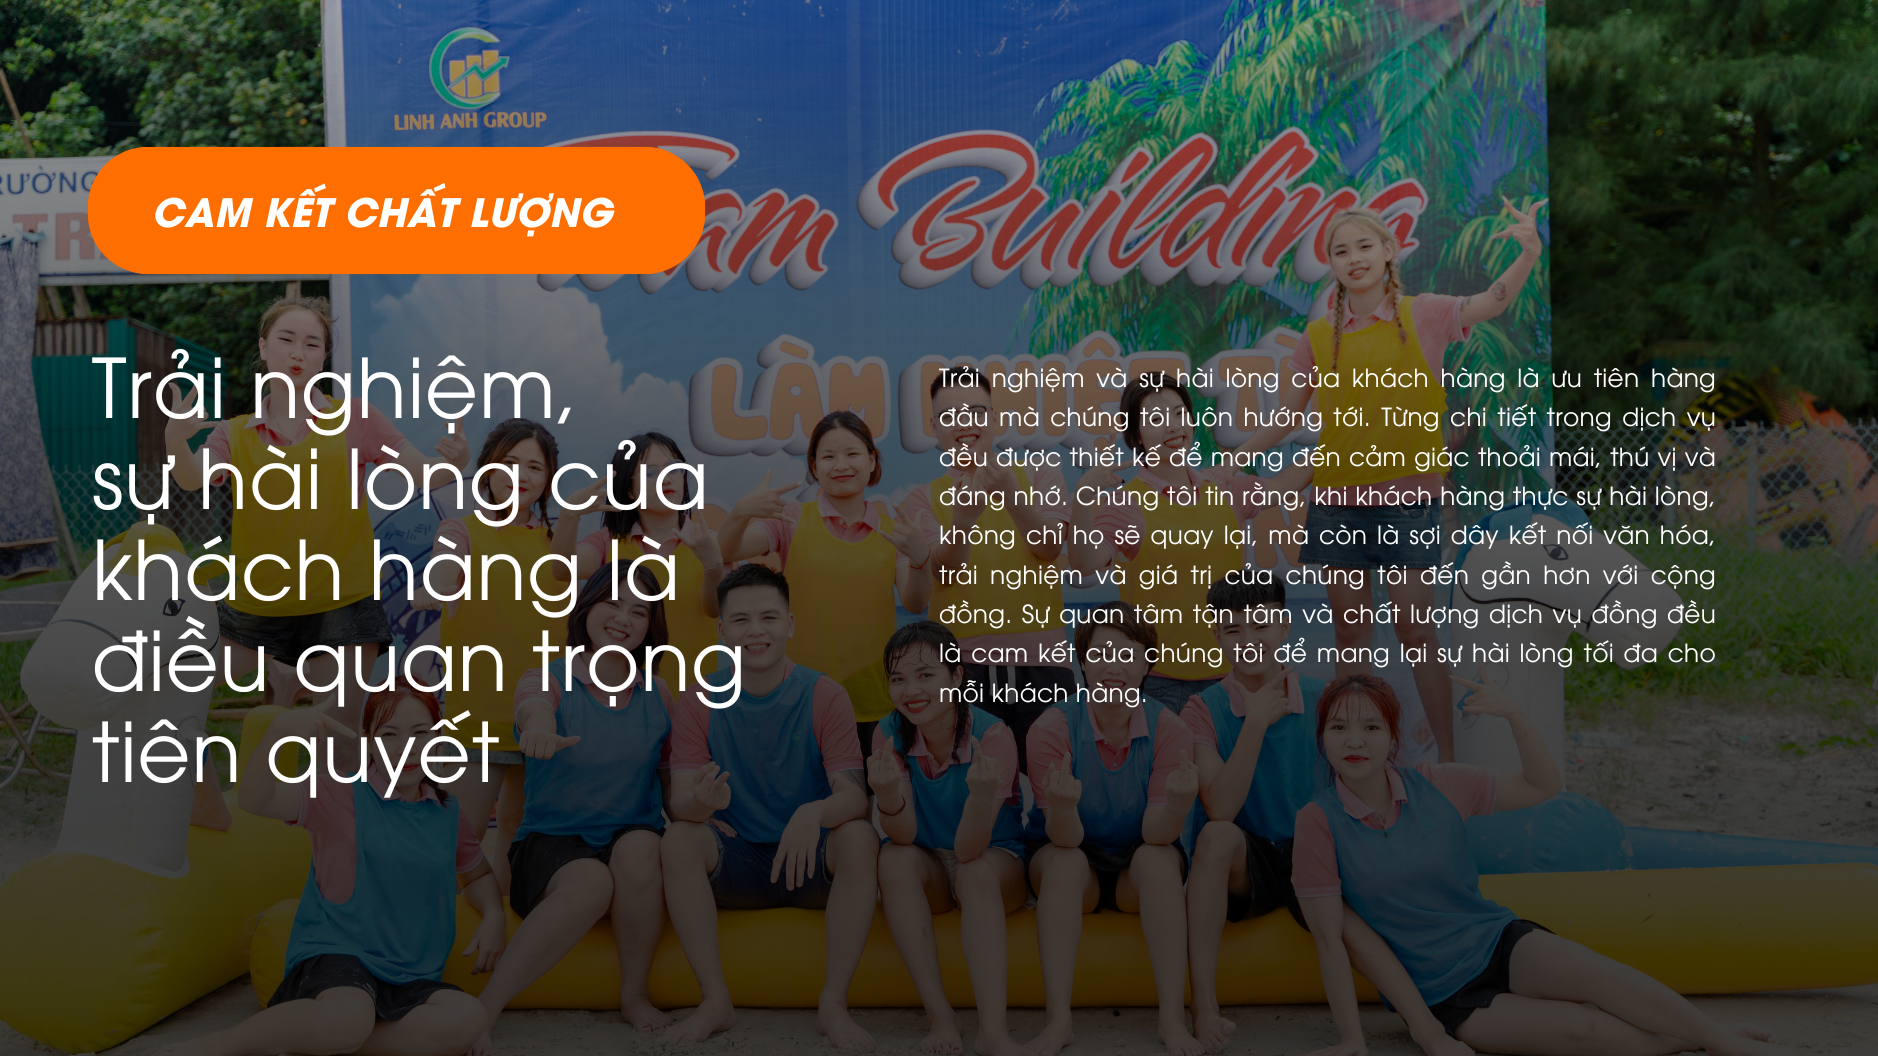 LINH ANH GROUP
Building
CAM KẾT CHẤT LƯỢNG
Trải nghiệm,
sự hài lòng của
khách hàng là
điều quan trọng
tiên quyết
LÀM
Trải nghiệm và sự hài lòng của khách hàng là ưu tiên hàng
đầu mà chúng tôi luôn hướng tới. Từng chi tiết trong dịch vụ
đều được thiết kế để mang đến cảm giác thoải mái, thú vị và
đáng nhớ. Chúng tôi tin rằng, khi khách hàng thực sự hài lòng,
không chỉ họ sẽ quay lại, mà còn là sợi dây kết nối văn hóa,
trải nghiệm và giá trị của chúng tôi đến gần hơn với cộng
đồng. Sự quan tâm tận tâm và chất lượng dịch vụ đồng đều
là cam kết của chúng tôi để mang lại sự hài lòng tối đa cho
mỗi khách hàng.